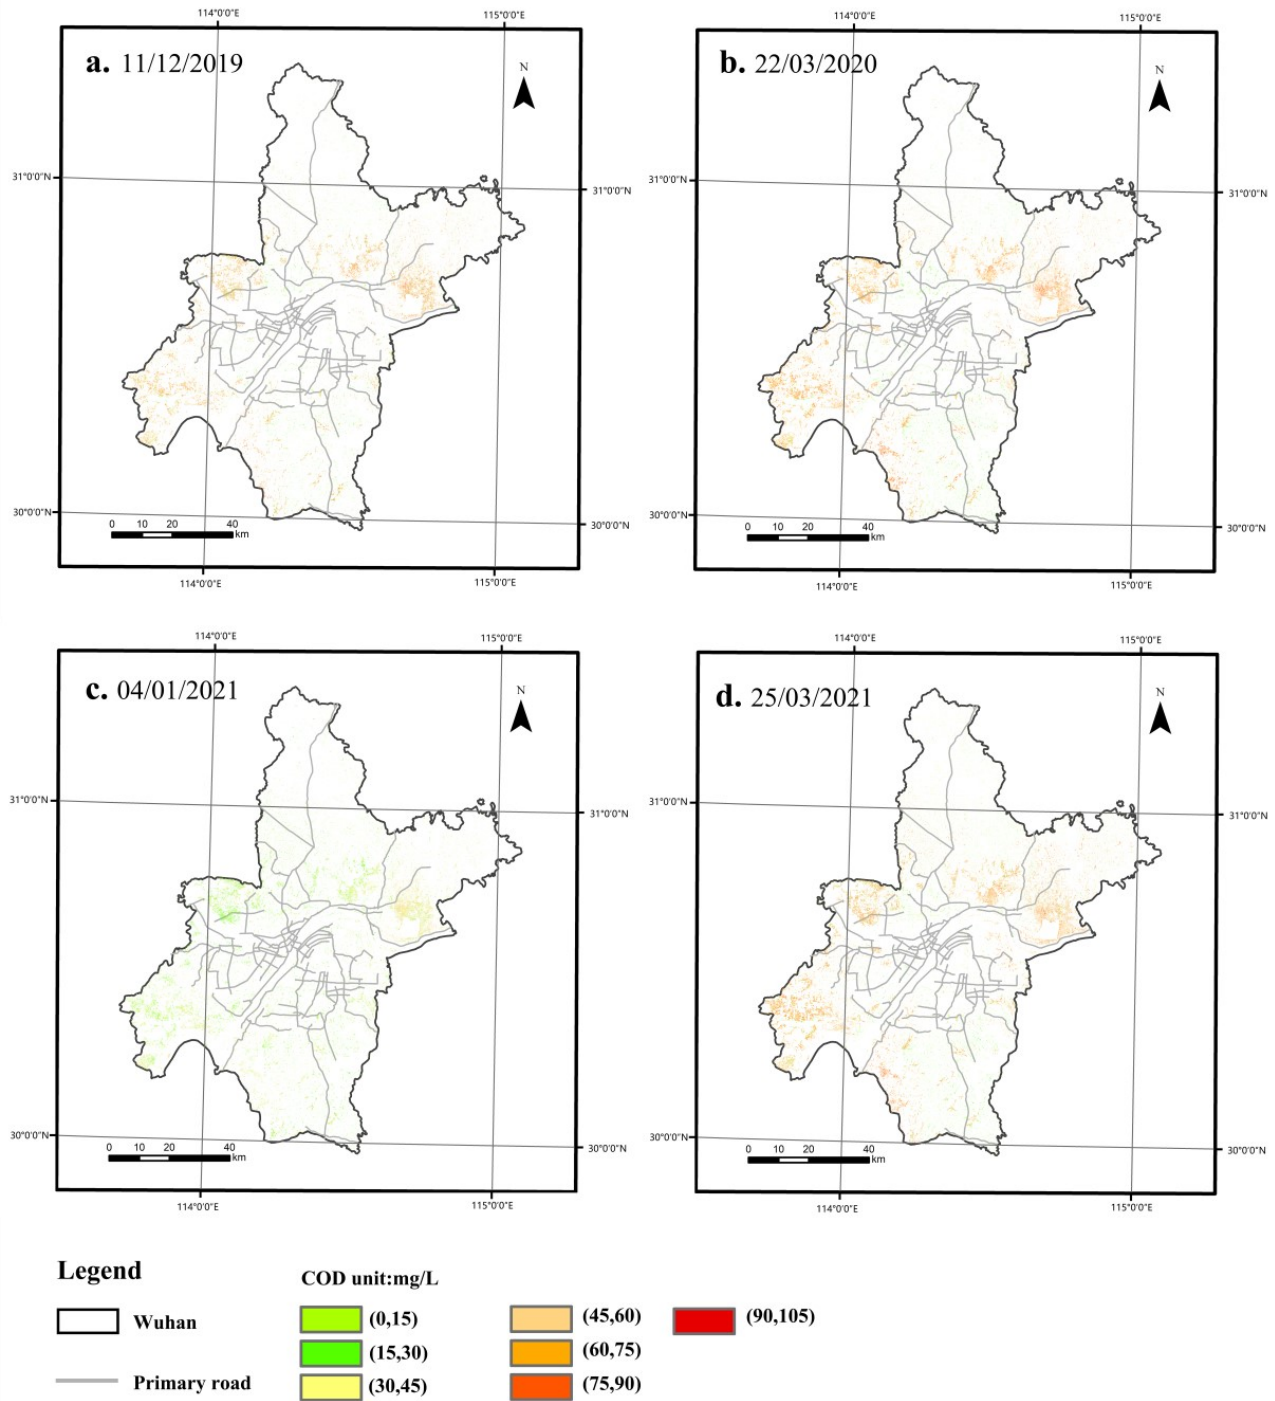 114°0'0"E 115°0'0"E 114°0'0"E 115°0'0"E
a. 11/12/2019 b. 22/03/2020
N N
31°0'0"N 31°0'0"N 31°0'0"N 31°0'0"N
30°0'0"N 30°0'0"N 30°0'0"N 30°0'0"N
0 10 20 40 km 0 10 20 40 km
114°0'0"E 115°0'0"E 114°0'0"E 115°0'0"E
114°0'0"E 115°0'0"E 114°0'0"E 115°0'0"E
c. 04/01/2021 d. 25/03/2021
N N
31°0'0"N 31°0'0"N 31°0'0"N 31°0'0"N
30°0'0"N 30°0'0"N 30°0'0"N 30°0'0"N
0 10 20 40 km 0 10 20 40 km
114°0'0"E 115°0'0"E 114°0'0"E 115°0'0"E
Legend
COD unit:mg/L
Wuhan (0,15) (45,60) (90,105)
(15,30) (60,75)
Primary road (30,45) (75,90)